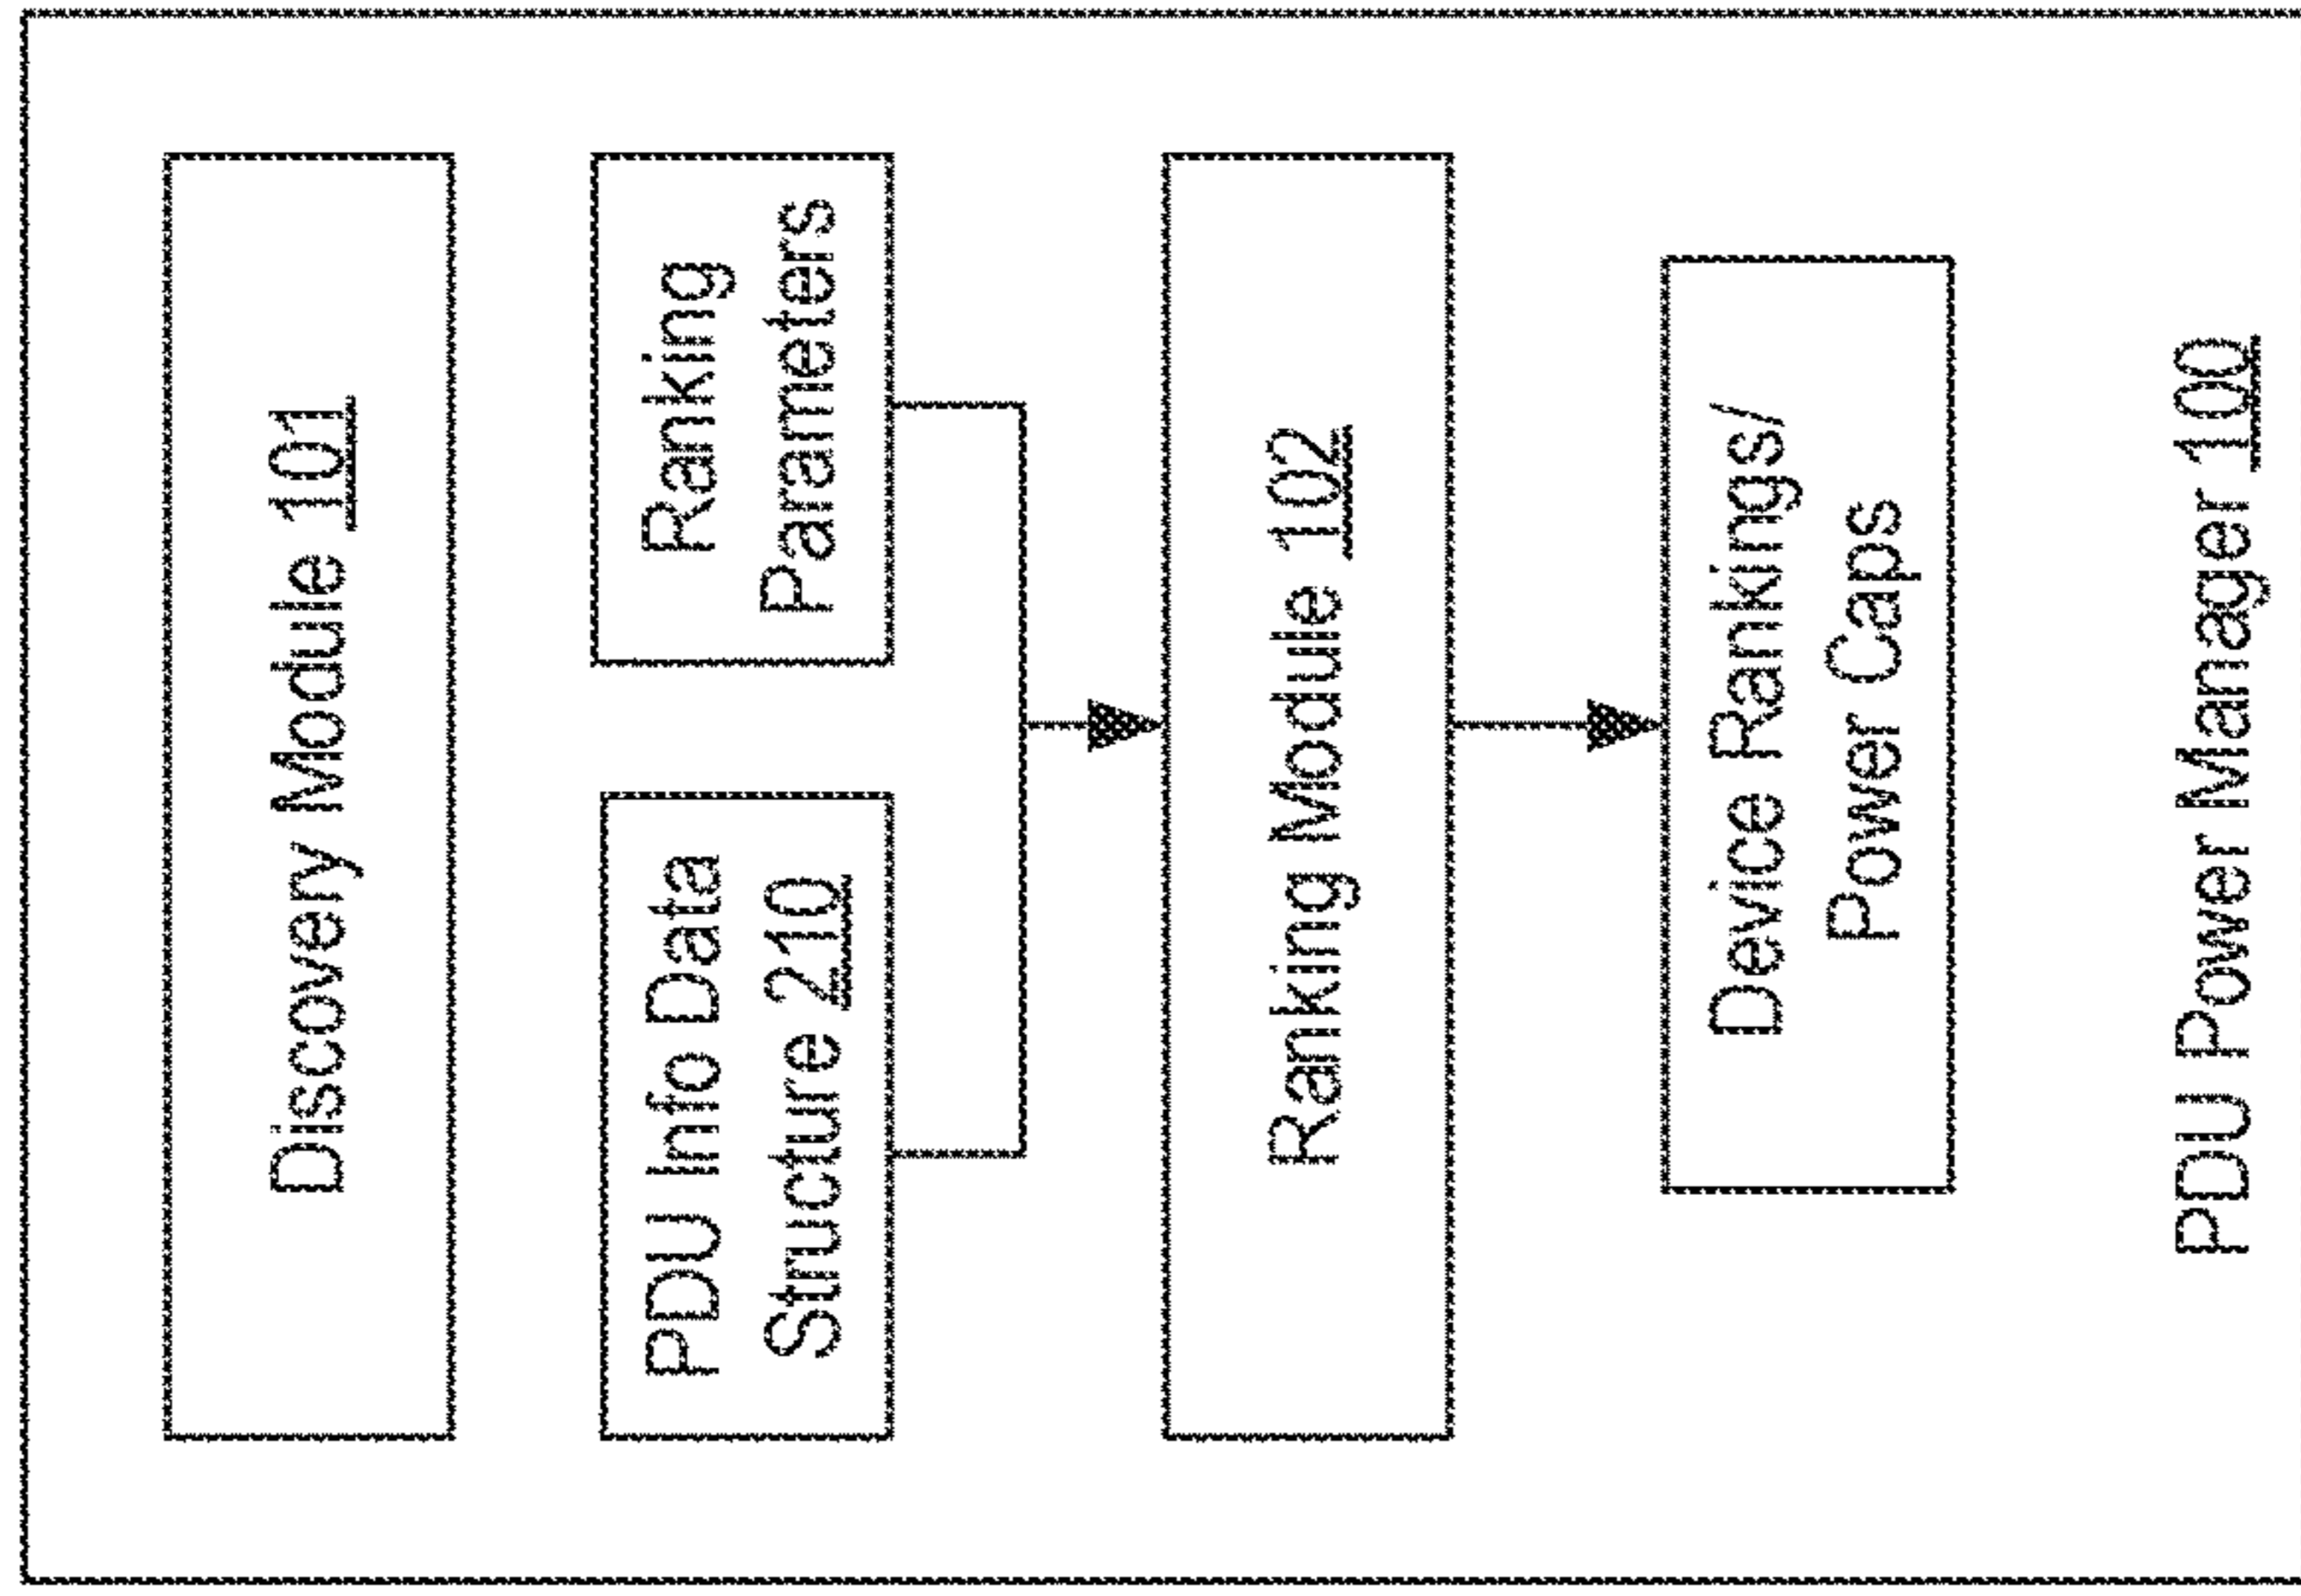 Discovery Module 101
PDU Info Data
Structure 210
Ranking
Parameters
Ranking Module 102
Device Rankings/
Power Caps
PDU Power Manager 100